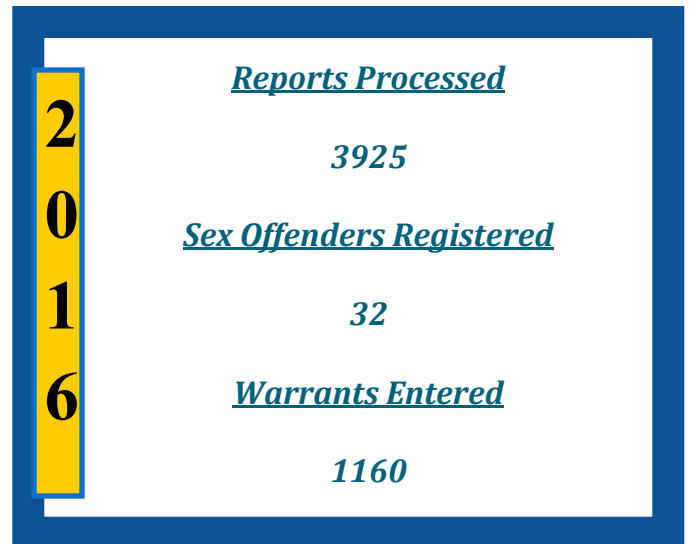 2
0
1
6
Reports Processed
3925
Sex Offenders Registered
32
Warrants Entered
1160